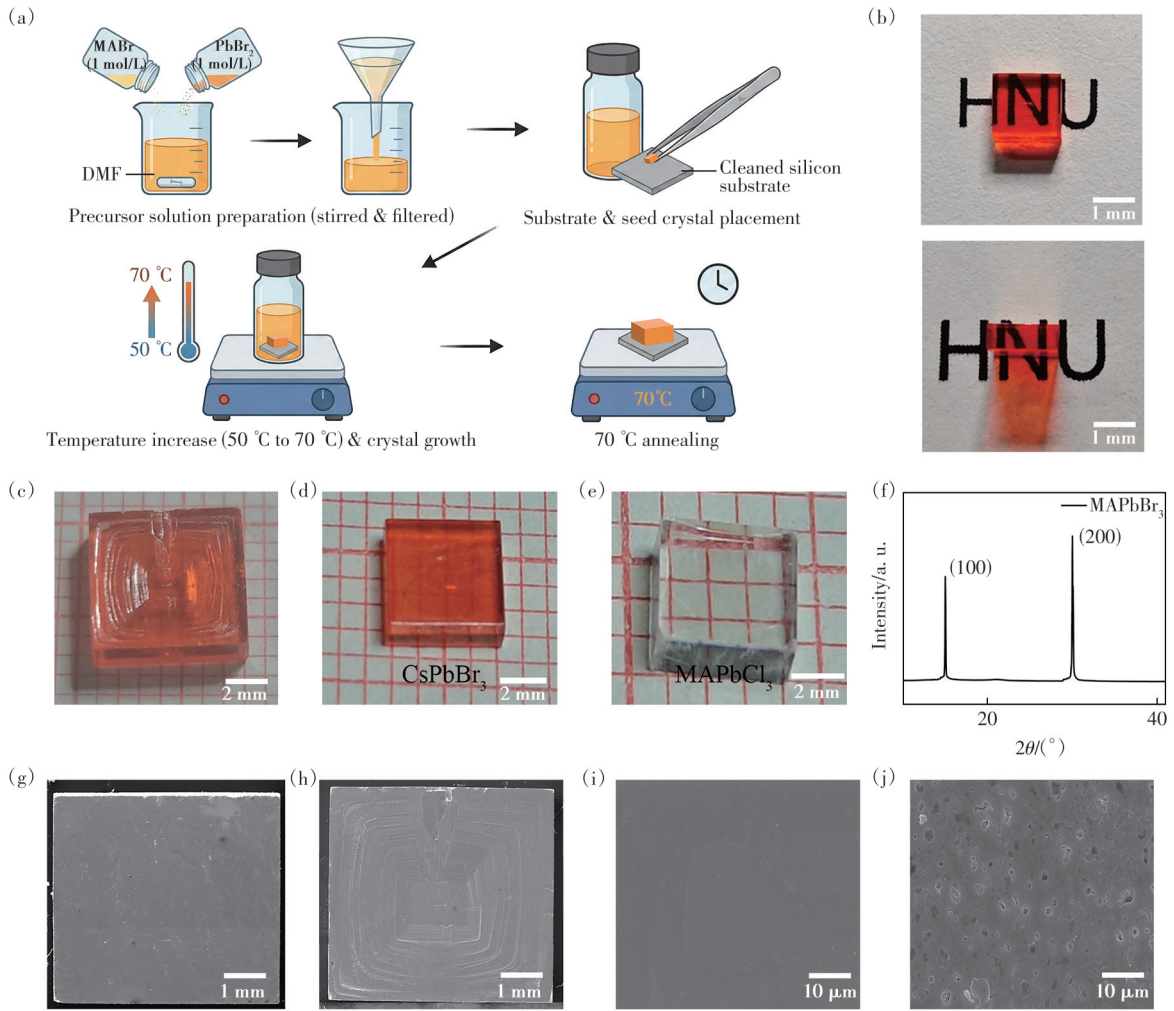 (a)
MABr
(1 mol/L)
PbBr₂
(1 mol/L)
DMF
Precursor solution preparation (stirred & filtered)
Cleaned silicon
substrate
Substrate & seed crystal placement
70 ℃
50 ℃
Temperature increase (50 ℃ to 70 ℃) & crystal growth
70℃
70 ℃ annealing
(b)
HNU
1 mm
HNU
1 mm
(c)
2 mm
(d)
CsPbBr₃
2 mm
(e)
MAPbCl₃
2 mm
(f)
MAPbBr₃
(100)
(200)
Intensity/a. u.
20
40
2θ/(°)
(g)
1 mm
(h)
1 mm
(i)
10 μm
(j)
10 μm